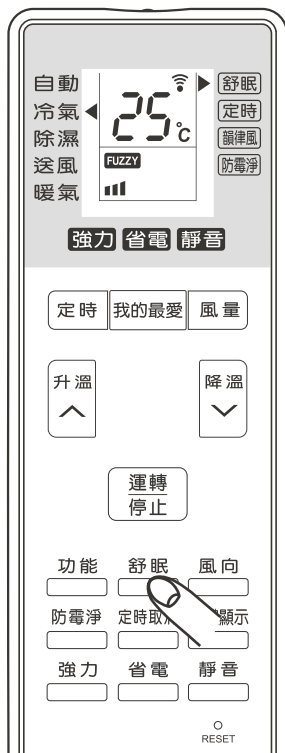 自動
冷氣
除濕
送風
暖氣
25°C
FUZZY
舒眠
定時
韻律風
防霉淨
強力 省電 靜音
定時 我的最愛 風量
升溫 降溫
運轉
停止
功能 舒眠 風向
防霉淨 定時取 顯示
強力 省電 靜音
RESET